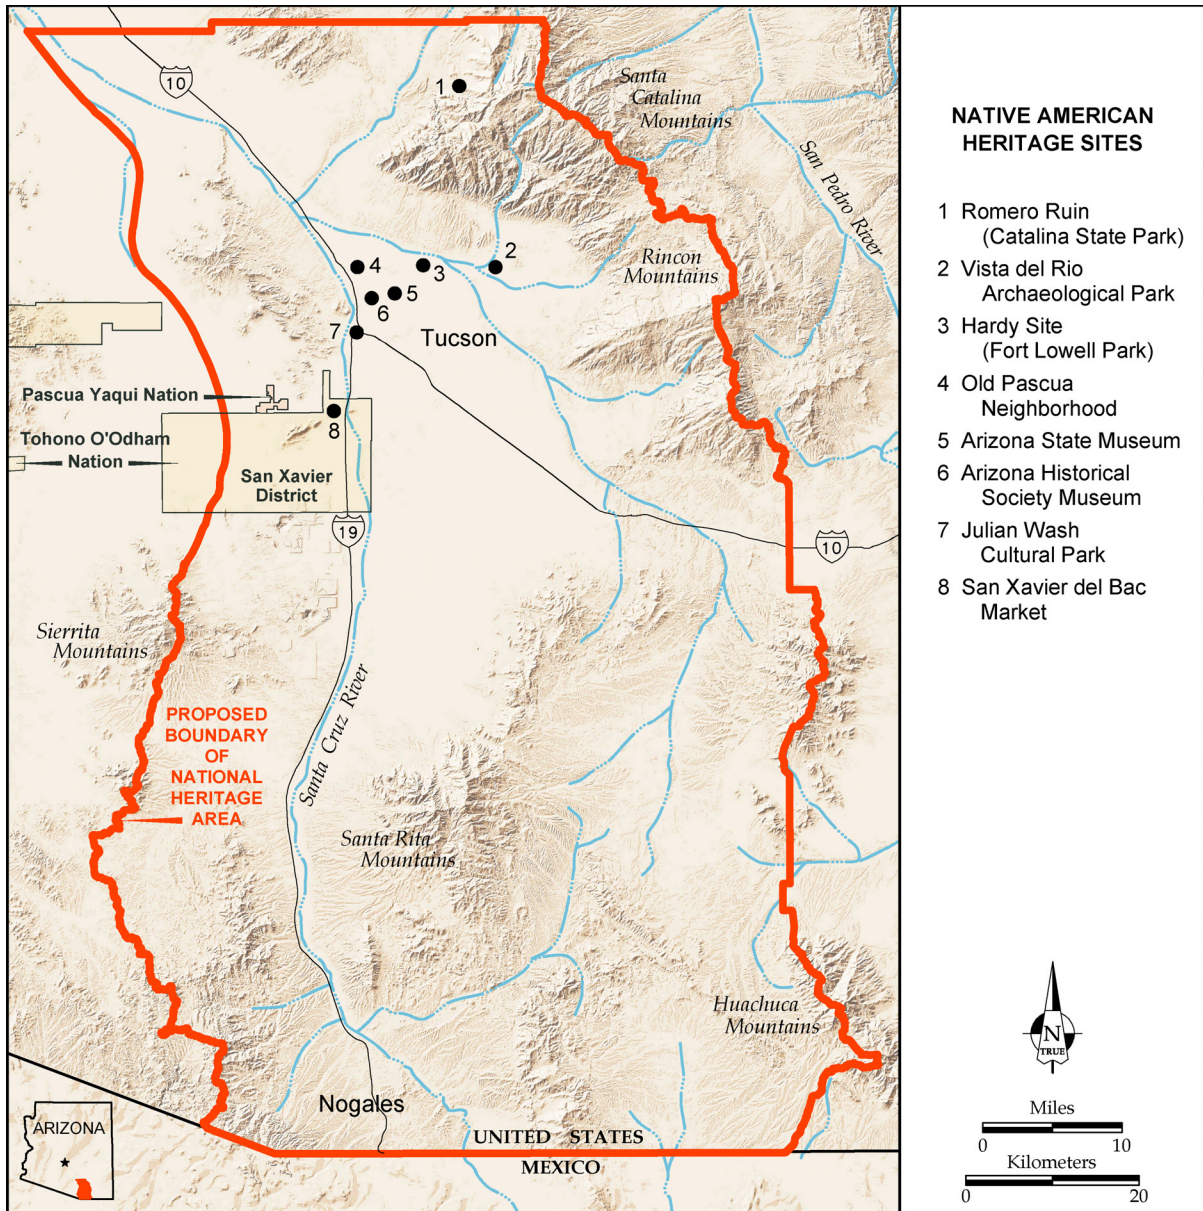 10
1
Santa
Catalina
Mountains
San Pedro River
Rincon
Mountains
2
3
4
5
6
7
Tucson
Pascua Yaqui Nation
8
Tohono O'Odham
Nation
San Xavier
District
19
10
Sierrita
Mountains
Santa Cruz River
PROPOSED
BOUNDARY
OF
NATIONAL
HERITAGE
AREA
Santa Rita
Mountains
Huachuca
Mountains
Nogales
UNITED STATES
MEXICO
ARIZONA
NATIVE AMERICAN
HERITAGE SITES
1 Romero Ruin
(Catalina State Park)
2 Vista del Rio
Archaeological Park
3 Hardy Site
(Fort Lowell Park)
4 Old Pascua
Neighborhood
5 Arizona State Museum
6 Arizona Historical
Society Museum
7 Julian Wash
Cultural Park
8 San Xavier del Bac
Market
N
TRUE
Miles
0 10
Kilometers
0 20